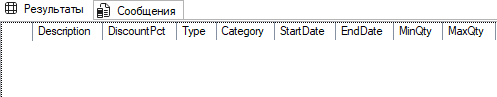 Результаты Сообщения
Description DiscountPct Type Category StartDate EndDate MinQty MaxQty